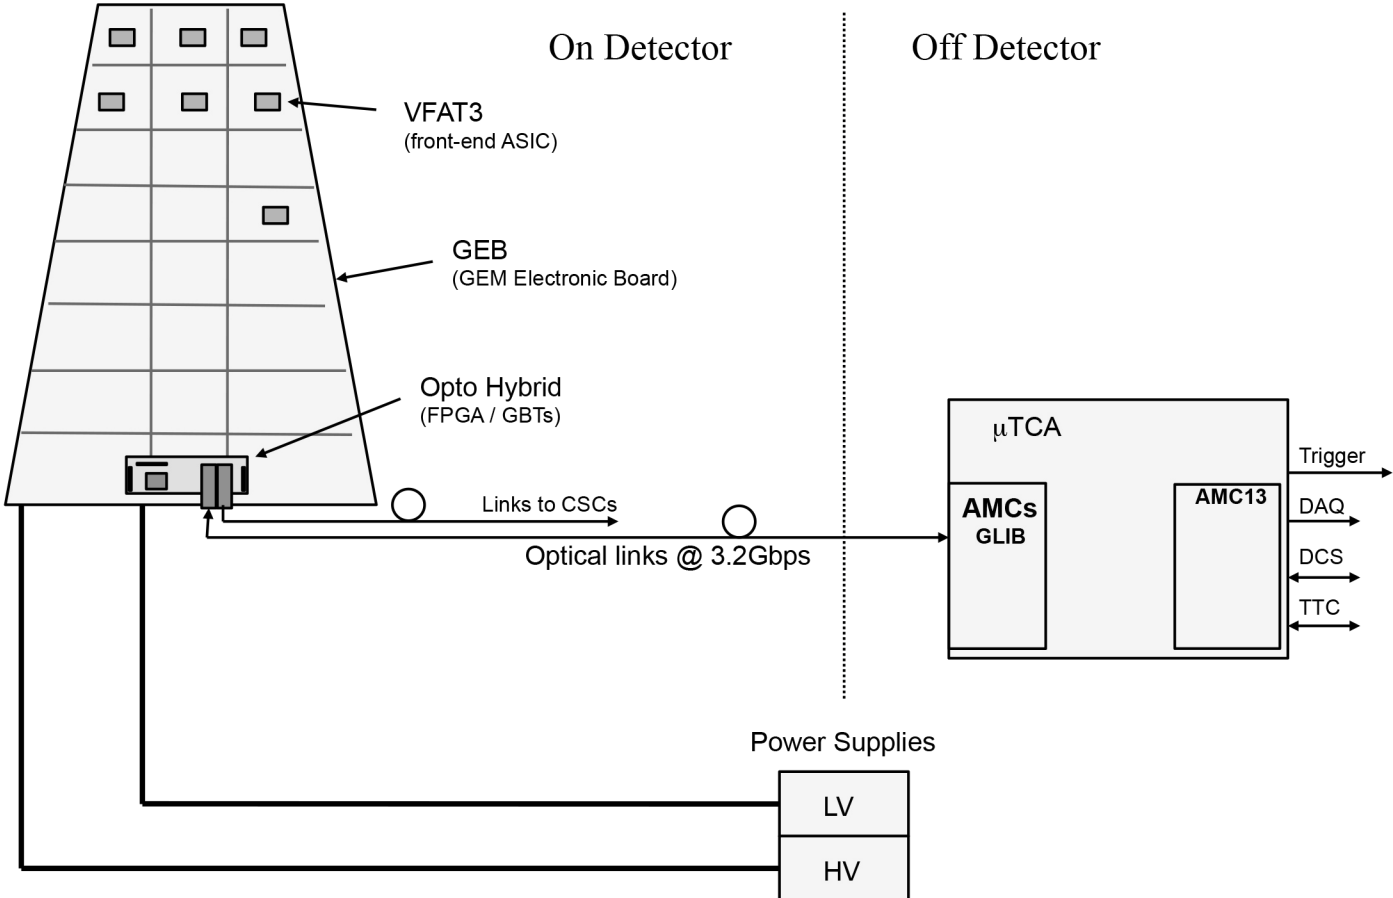 On Detector
Off Detector
VFAT3
(front-end ASIC)
GEB
(GEM Electronic Board)
Opto Hybrid
(FPGA / GBTs)
Links to CSCs
Optical links @ 3.2Gbps
μTCA
AMCs
GLIB
AMC13
Trigger
DAQ
DCS
TTC
Power Supplies
LV
HV